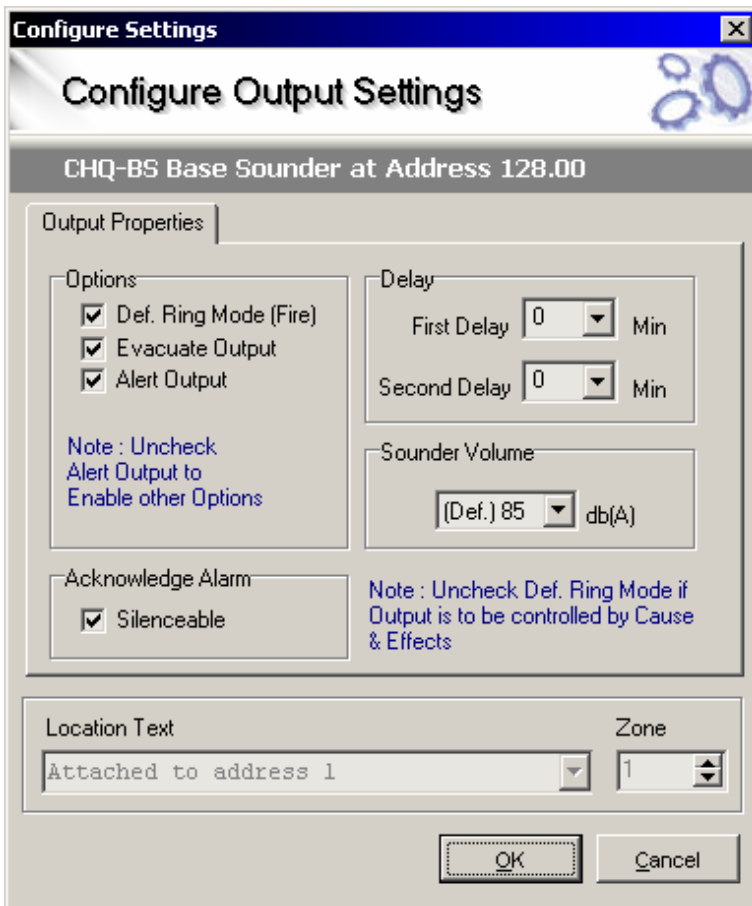 Configure Settings
Configure Output Settings
CHQ-BS Base Sounder at Address 128.00
Output Properties
Options
Def. Ring Mode (Fire)
Evacuate Output
Alert Output
Note : Uncheck
Alert Output to
Enable other Options
Delay
First Delay 0 Min
Second Delay 0 Min
Sounder Volume
(Def.) 85 db(A)
Acknowledge Alarm
Silenceable
Note : Uncheck Def. Ring Mode if
Output is to be controlled by Cause
& Effects
Location Text
Attached to address 1
Zone
1
OK
Cancel